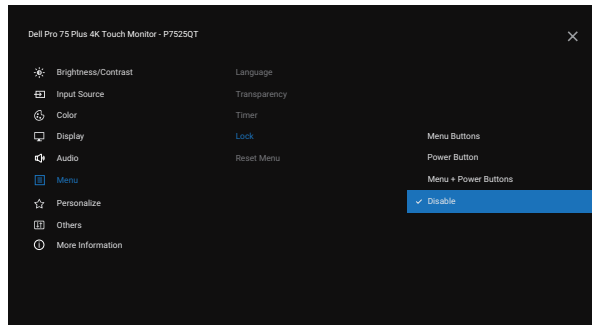 Dell Pro 75 Plus 4K Touch Monitor - P7525QT
Brightness/Contrast
Input Source
Color
Display
Audio
Menu
Personalize
Others
More Information
Language
Transparency
Timer
Lock
Reset Menu
Menu Buttons
Power Button
Menu + Power Buttons
Disable